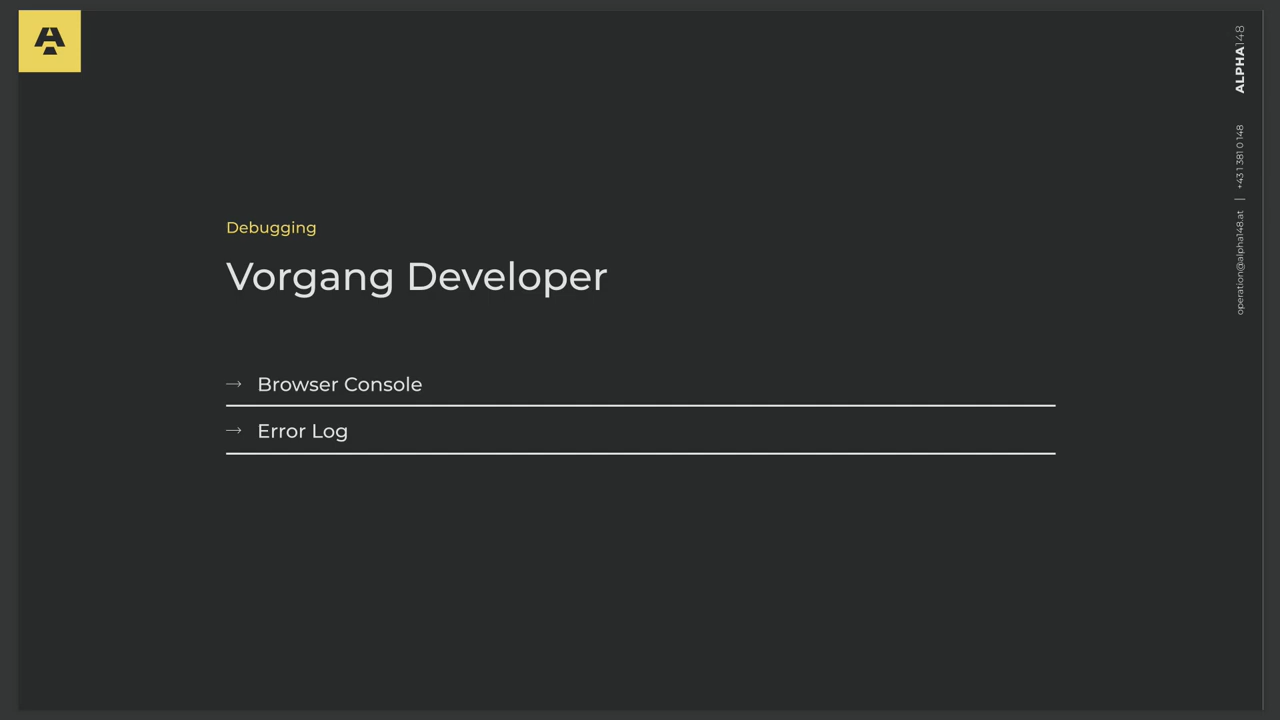 Debugging
Vorgang Developer
→ Browser Console
→ Error Log
ALPHA148
operation@alpha148.at | +43 1 381 0 148